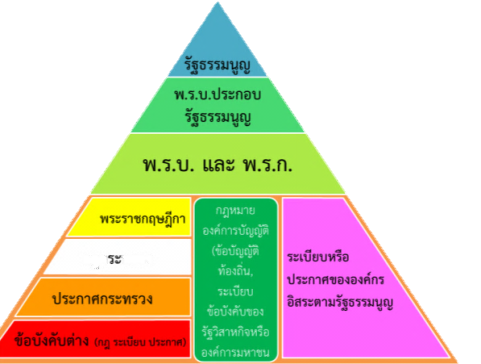 รัฐธรรมนูญ
พ.ร.บ.ประกอบ
รัฐธรรมนูญ
พ.ร.บ. และ พ.ร.ก.
พระราชกฤษฎีกา
ระ
ประกาศกระทรวง
ข้อบังคับต่าง (กฎ ระเบียบ ประกาศ)
กฎหมาย
องค์การบัญญัติ
(ข้อบัญญัติ
ท้องถิ่น,
ระเบียบ
ข้อบังคับของ
รัฐวิสาหกิจหรือ
องค์การมหาชน
ระเบียบหรือ
ประกาศขององค์กร
อิสระตามรัฐธรรมนูญ